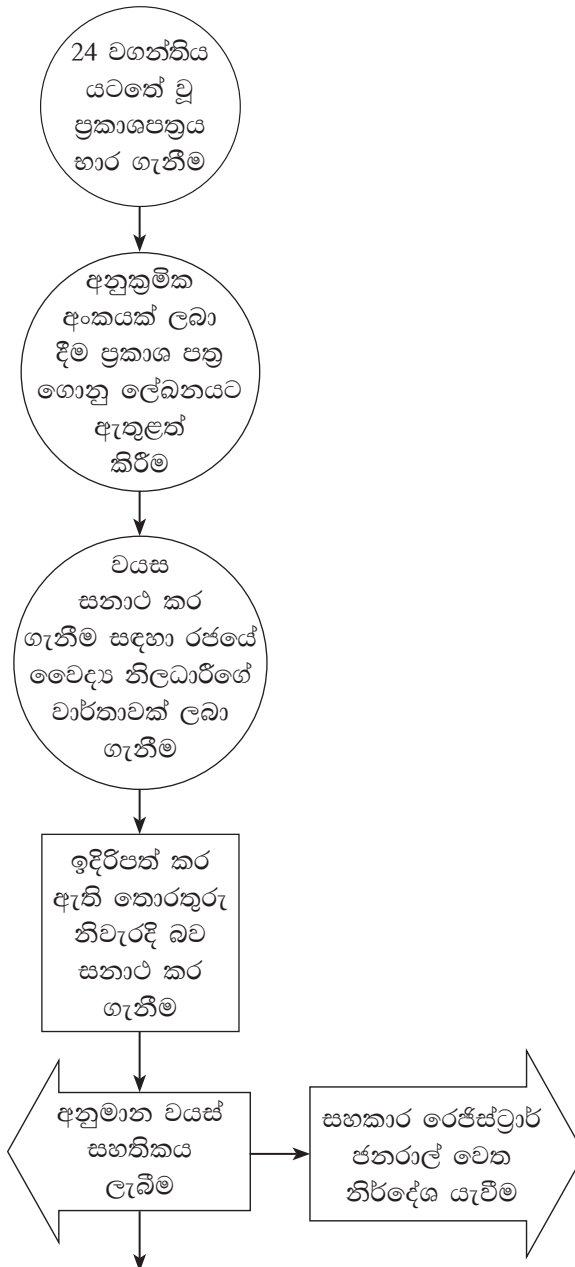 24 වගන්තිය
යටතේ වූ
ප්‍රකාශපත්‍රය
භාර ගැනීම
අනුක්‍රමික
අංකයක් ලබා
දීම ප්‍රකාශ පත්‍ර
ගොනු ලේඛනයට
ඇතුළත්
කිරීම
වයස
සනාථ කර
ගැනීම සඳහා රජයේ
වෛද්‍ය නිලධාරීගේ
වාර්තාවක් ලබා
ගැනීම
ඉදිරිපත් කර
ඇති තොරතුරු
නිවැරදි බව
සනාථ කර
ගැනීම
අනුමාන වයස්
සහතිකය
ලැබීම
සහකාර රෙජිස්ට්‍රාර්
ජනරාල් වෙත
නිර්දේශ යැවීම